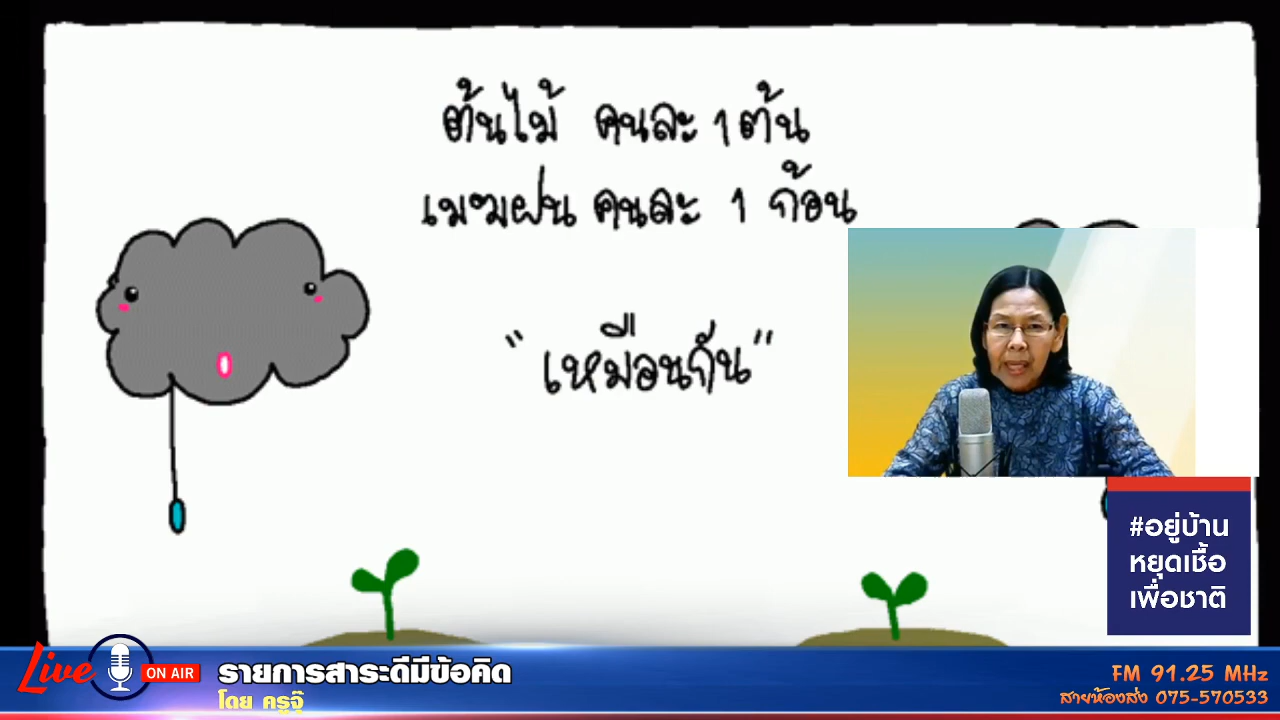 ต้นไม้ คนละ 1 ต้น
เมฆฝน คนละ 1 ก้อน
"เหมือนกัน"
#อยู่บ้าน
หยุดเชื้อ
เพื่อชาติ
Live ON AIR รายการสาระดีมีข้อคิด
โดย ครูจุ๊
FM 91.25 MHz
สายห้องส่ง 075-570533